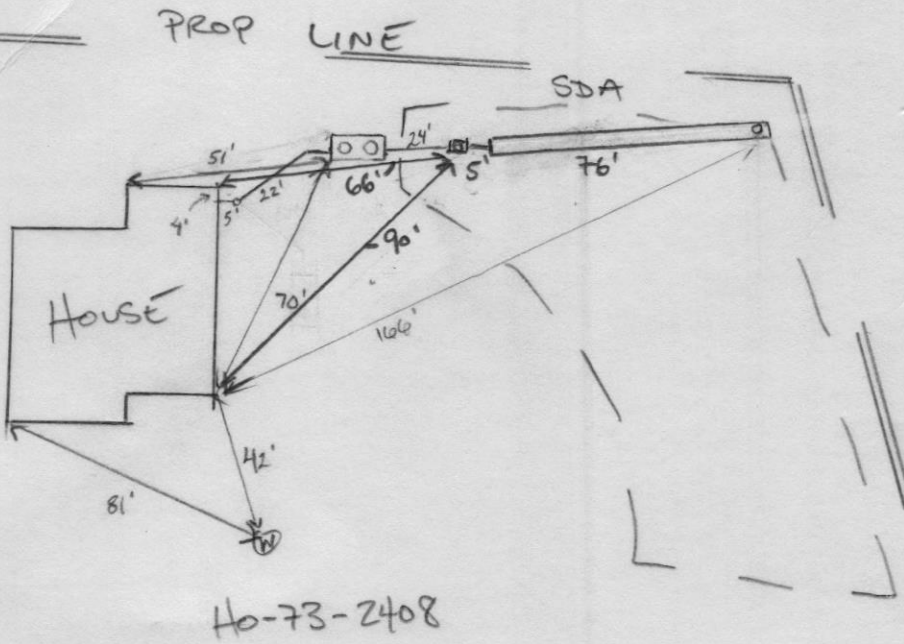 PROP LINE
SDA
51'
24'
66'
5'
76'
22'
4'
5'
90'
HOUSE
70'
166'
42'
81'
W
Ho-73-2408